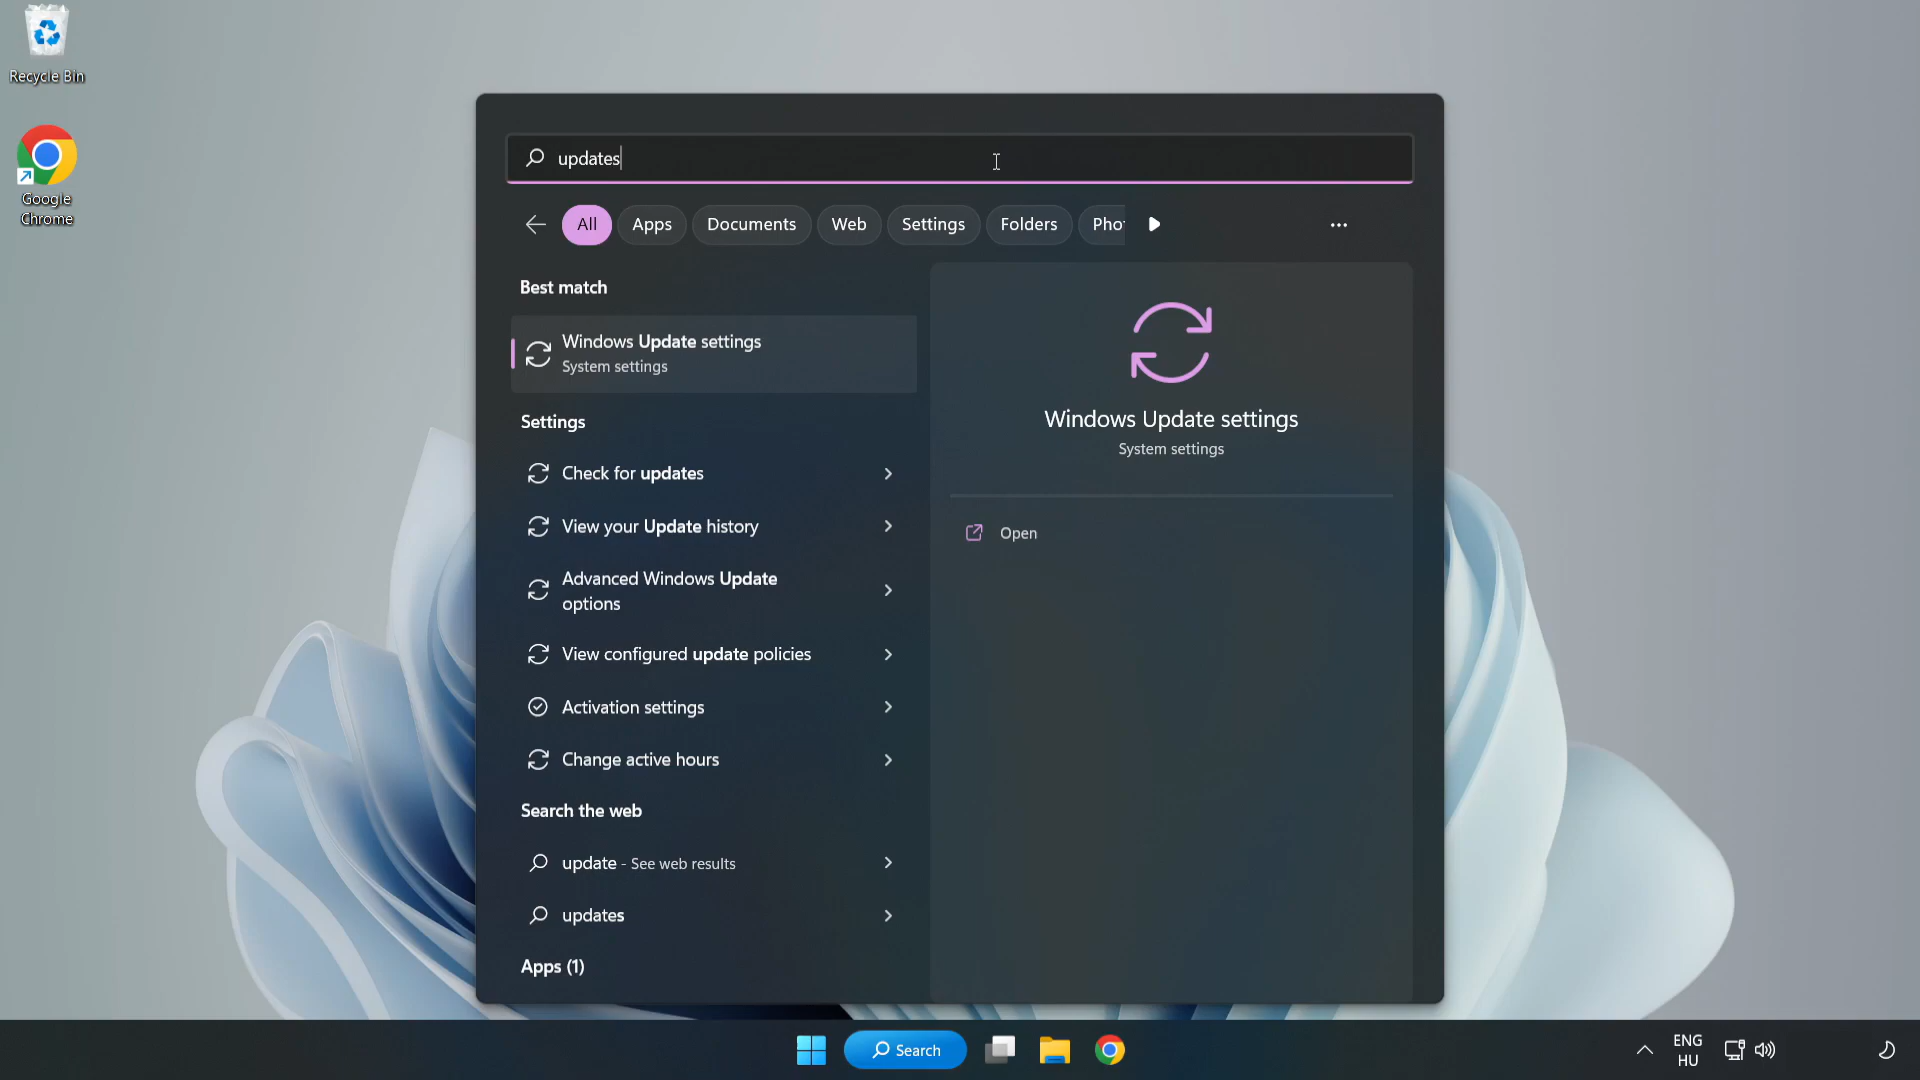 Recycle Bin
Google
Chrome
updates
All
Apps
Documents
Web
Settings
Folders
Pho
Best match
Windows Update settings
System settings
Settings
Check for updates
View your Update history
Advanced Windows Update
options
View configured update policies
Activation settings
Change active hours
Search the web
update - See web results
updates
Apps (1)
Windows Update settings
System settings
Open
Search
ENG
HU